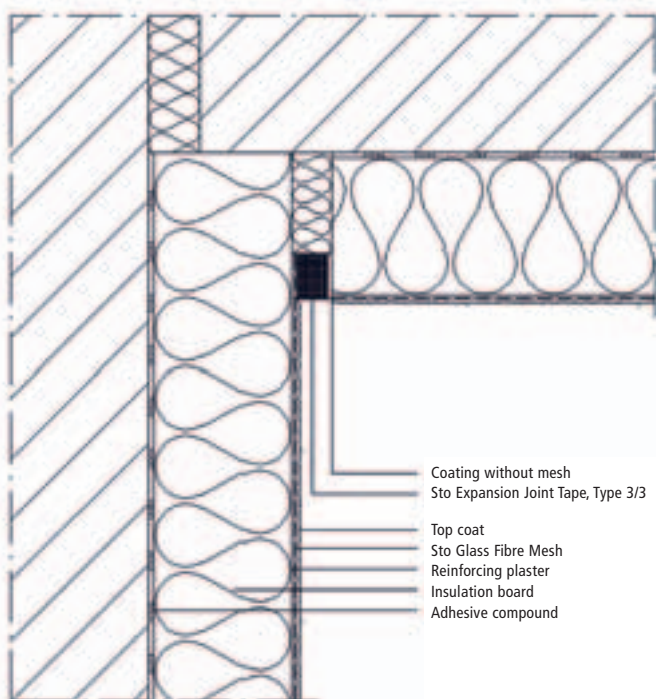 Coating without mesh
Sto Expansion Joint Tape, Type 3/3
Top coat
Sto Glass Fibre Mesh
Reinforcing plaster
Insulation board
Adhesive compound